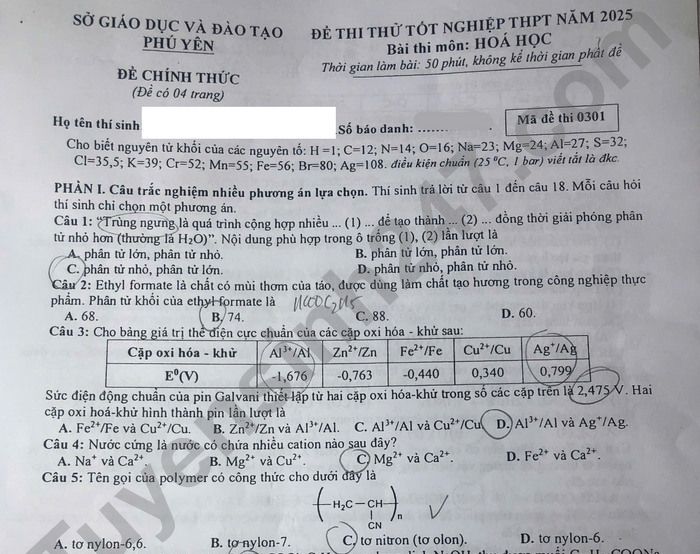 SỞ GIÁO DỤC VÀ ĐÀO TẠO
PHÚ YÊN
ĐỀ CHÍNH THỨC
(Đề có 04 trang)
ĐỀ THI THỬ TỐT NGHIỆP THPT NĂM 2025
Bài thi môn: HOÁ HỌC
Thời gian làm bài: 50 phút, không kể thời gian phát đề
Họ tên thí sinh
Số báo danh: ..............
Mã đề thi 0301
Cho biết nguyên tử khối của các nguyên tố: H =1; C=12; N=14; O=16; Na=23; Mg=24; Al=27; S=32;
Cl=35,5; K=39; Cr=52; Mn=55; Fe=56; Br=80; Ag=108. điều kiện chuẩn (25 ⁰C, 1 bar) viết tắt là đkc.
PHẦN I. Câu trắc nghiệm nhiều phương án lựa chọn. Thí sinh trả lời từ câu 1 đến câu 18. Mỗi câu hỏi
thí sinh chỉ chọn một phương án.
Câu 1: “Trùng ngưng là quá trình cộng hợp nhiều ... (1) ... để tạo thành ... (2) ... đồng thời giải phóng phân
tử nhỏ hơn (thường là H₂O)”. Nội dung phù hợp trong ô trống (1), (2) lần lượt là
A. phân tử lớn, phân tử nhỏ. B. phân tử lớn, phân tử lớn.
C. phân tử nhỏ, phân tử lớn. D. phân tử nhỏ, phân tử nhỏ.
Câu 2: Ethyl formate là chất có mùi thơm của táo, được dùng làm chất tạo hương trong công nghiệp thực
phẩm. Phân tử khối của ethyl formate là HCOOC₂H₅
A. 68. B. 74. C. 88. D. 60.
Câu 3: Cho bảng giá trị thế điện cực chuẩn của các cặp oxi hóa - khử sau:
Cặp oxi hóa - khử Al³⁺/Al Zn²⁺/Zn Fe²⁺/Fe Cu²⁺/Cu Ag⁺/Ag
E⁰(V) -1,676 -0,763 -0,440 0,340 0,799
Sức điện động chuẩn của pin Galvani thiết lập từ hai cặp oxi hóa-khử trong số các cặp trên là 2,475 V. Hai
cặp oxi hoá-khử hình thành pin lần lượt là
A. Fe²⁺/Fe và Cu²⁺/Cu. B. Zn²⁺/Zn và Al³⁺/Al. C. Al³⁺/Al và Cu²⁺/Cu D. Al³⁺/Al và Ag⁺/Ag.
Câu 4: Nước cứng là nước có chứa nhiều cation nào sau đây?
A. Na⁺ và Ca²⁺. B. Mg²⁺ và Cu²⁺. C. Mg²⁺ và Ca²⁺. D. Fe²⁺ và Ca²⁺.
Câu 5: Tên gọi của polymer có công thức cho dưới đây là
H₂C — CH
CN
n
A. tơ nylon-6,6. B. tơ nylon-7. C. tơ nitron (tơ olon). D. tơ nylon-6.